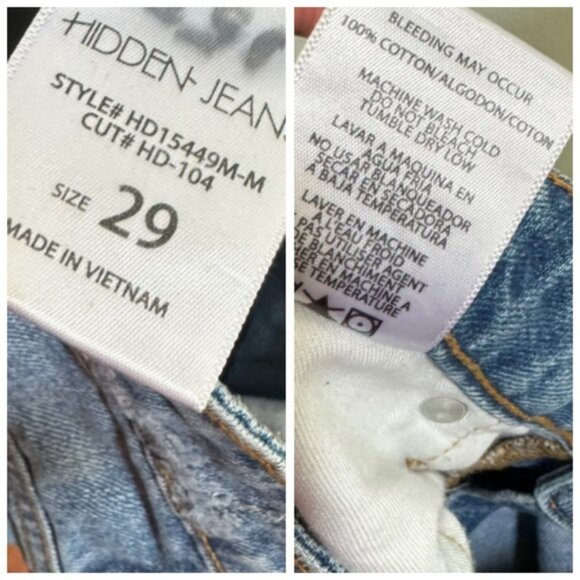 HIDDEN JEANS
STYLE# HD15449M-M
CUT# HD-104
SIZE 29
MADE IN VIETNAM
BLEEDING MAY OCCUR
100% COTTON/ALGODON/COTON
MACHINE WASH COLD
DO NOT BLEACH
TUMBLE DRY LOW
LAVAR A MAQUINA EN
AGUA FRIA
NO USAR BLANQUEADOR
SECAR EN SECADORA
A BAJA TEMPERATURA
LAVER EN MACHINE
A L'EAU FROID
PAS UTILISER AGENT
DE BLANCHIMENT
HER EN MACHINE A
SE TEMPERATURE